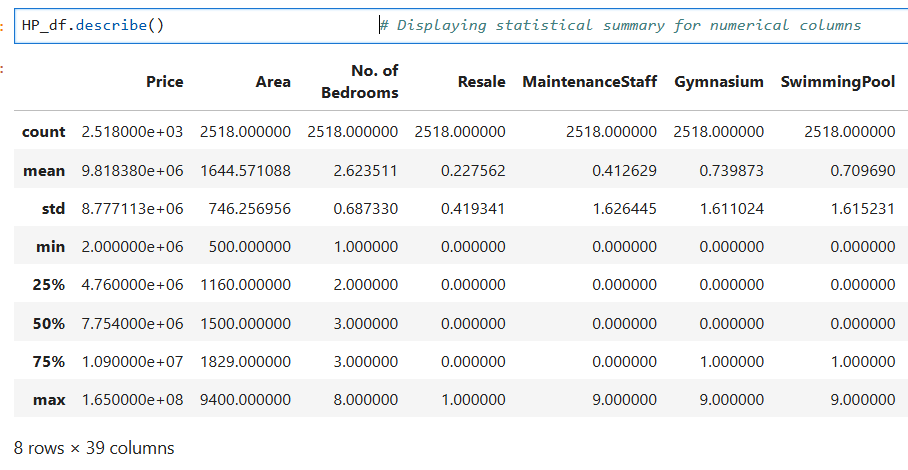 : HP_df.describe() # Displaying statistical summary for numerical columns
:
Price Area No. of Bedrooms Resale MaintenanceStaff Gymnasium SwimmingPool
count 2.518000e+03 2518.000000 2518.000000 2518.000000 2518.000000 2518.000000 2518.000000
mean 9.818380e+06 1644.571088 2.623511 0.227562 0.412629 0.739873 0.709690
std 8.777113e+06 746.256956 0.687330 0.419341 1.626445 1.611024 1.615231
min 2.000000e+06 500.000000 1.000000 0.000000 0.000000 0.000000 0.000000
25% 4.760000e+06 1160.000000 2.000000 0.000000 0.000000 0.000000 0.000000
50% 7.754000e+06 1500.000000 3.000000 0.000000 0.000000 0.000000 0.000000
75% 1.090000e+07 1829.000000 3.000000 0.000000 0.000000 1.000000 1.000000
max 1.650000e+08 9400.000000 8.000000 1.000000 9.000000 9.000000 9.000000
8 rows × 39 columns